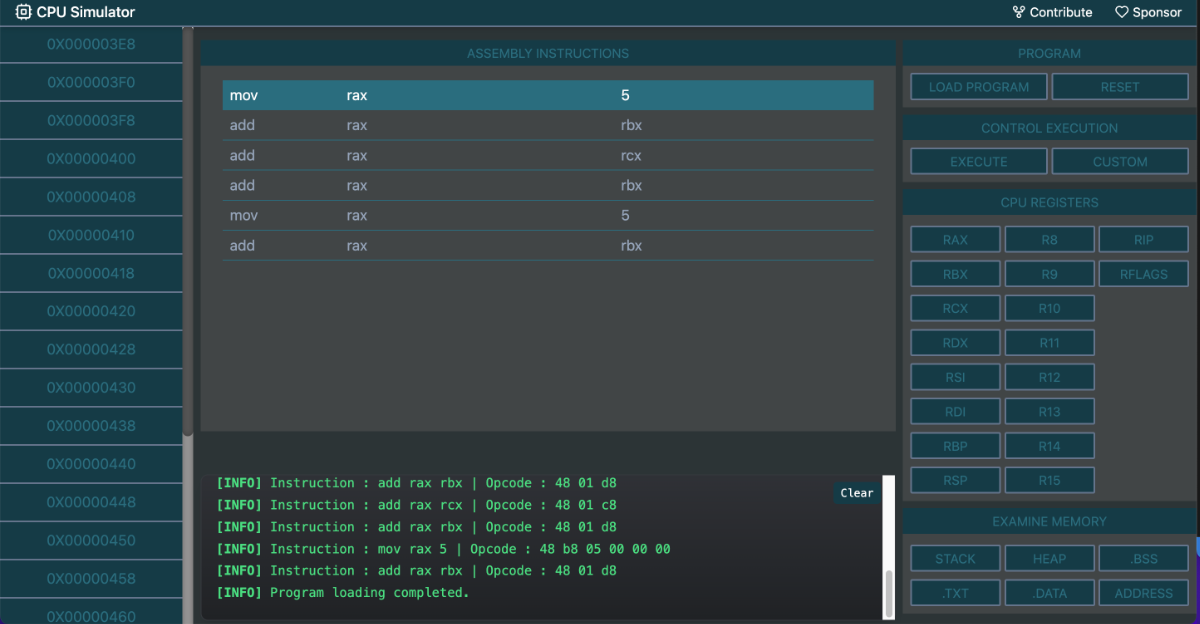 CPU Simulator Contribute Sponsor
0X000003E8
0X000003F0
0X000003F8
0X00000400
0X00000408
0X00000410
0X00000418
0X00000420
0X00000428
0X00000430
0X00000438
0X00000440
0X00000448
0X00000450
0X00000458
0X00000460
ASSEMBLY INSTRUCTIONS
mov rax 5
add rax rbx
add rax rcx
add rax rbx
mov rax 5
add rax rbx
[INFO] Instruction : add rax rbx | Opcode : 48 01 d8
[INFO] Instruction : add rax rcx | Opcode : 48 01 c8
[INFO] Instruction : add rax rbx | Opcode : 48 01 d8
[INFO] Instruction : mov rax 5 | Opcode : 48 b8 05 00 00 00
[INFO] Instruction : add rax rbx | Opcode : 48 01 d8
[INFO] Program loading completed.
Clear
PROGRAM
LOAD PROGRAM RESET
CONTROL EXECUTION
EXECUTE CUSTOM
CPU REGISTERS
RAX R8 RIP
RBX R9 RFLAGS
RCX R10
RDX R11
RSI R12
RDI R13
RBP R14
RSP R15
EXAMINE MEMORY
STACK HEAP .BSS
.TXT .DATA ADDRESS